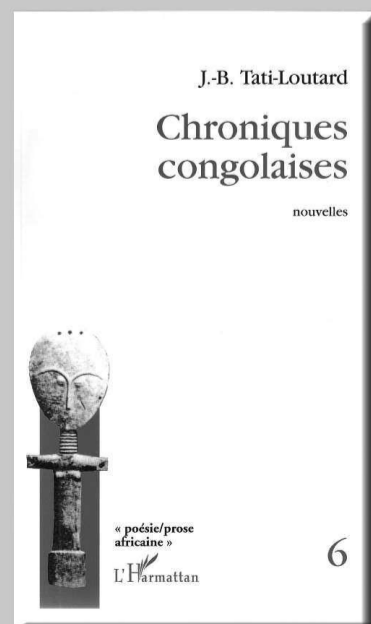 J.-B. Tati-Loutard
Chroniques
congolaises
nouvelles
« poésie/prose
africaine »
6
L'Harmattan